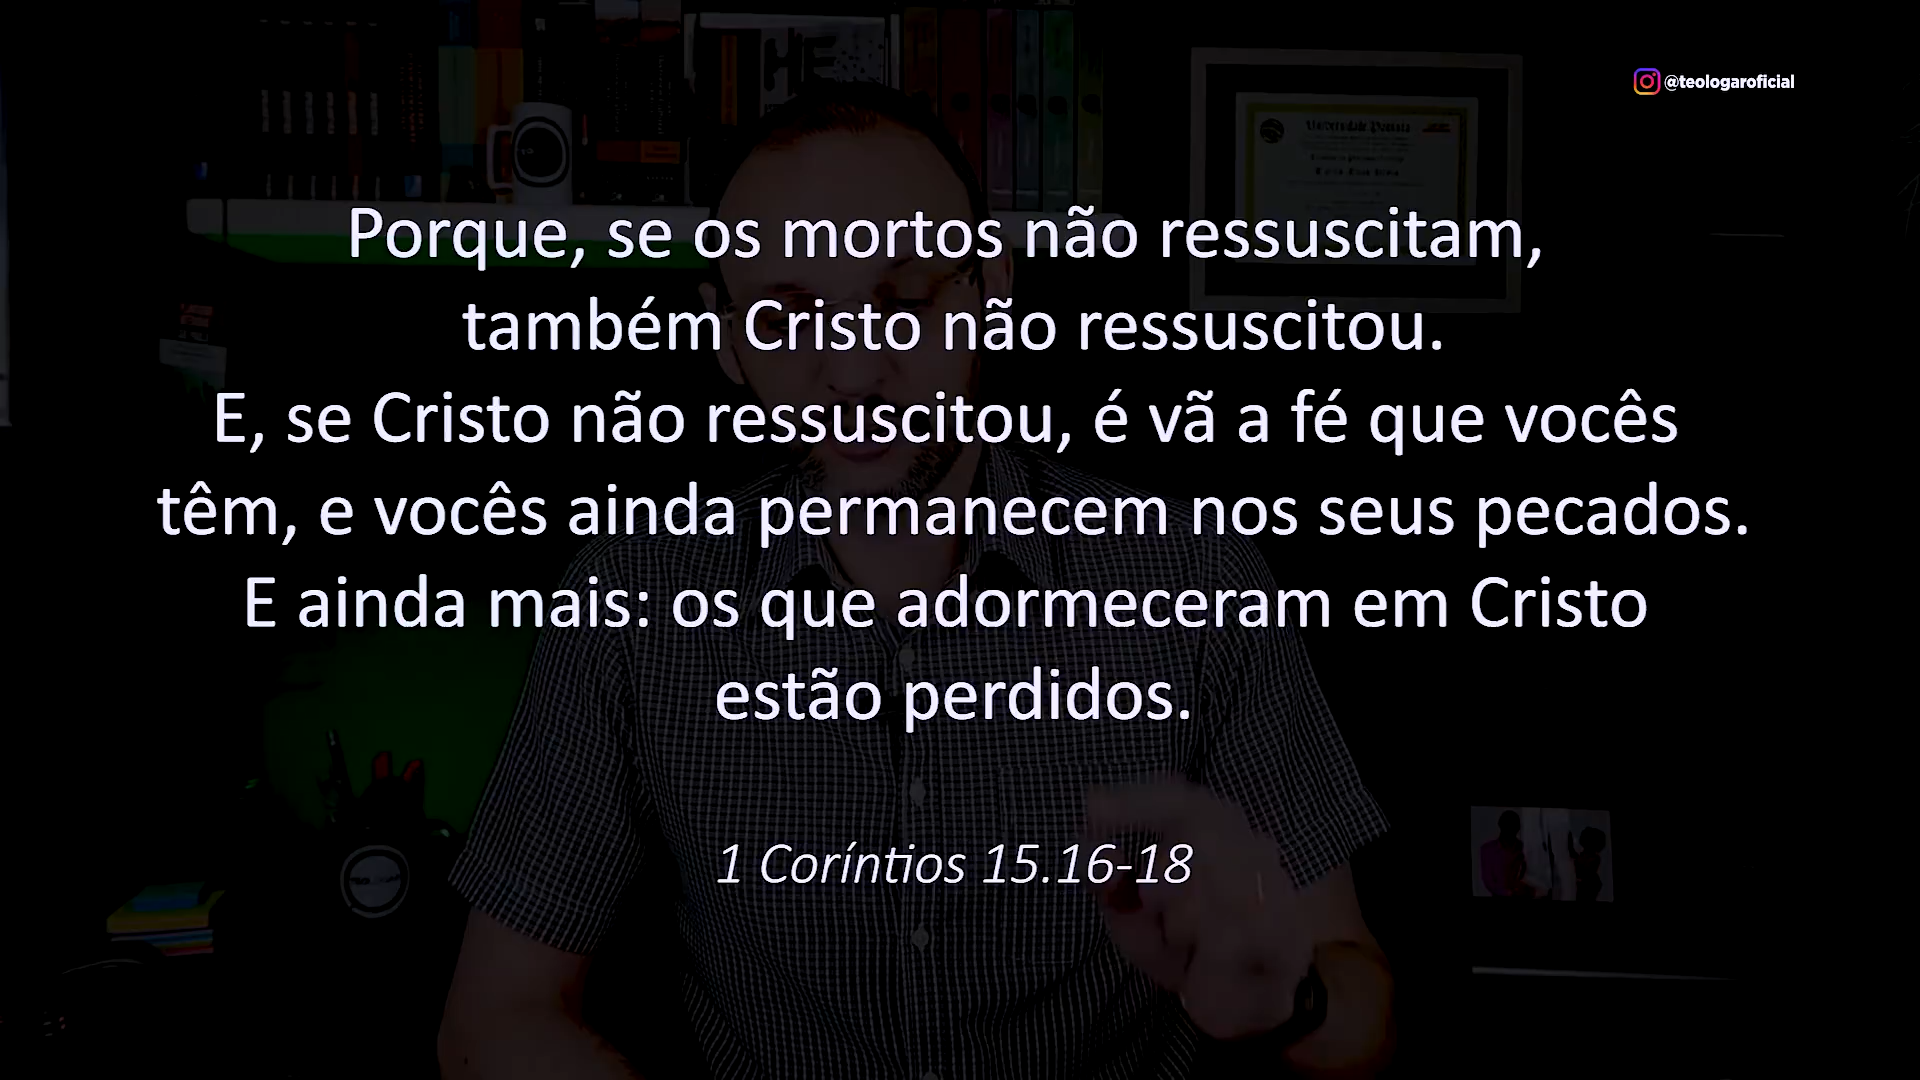 @teologaroficial
Porque, se os mortos não ressuscitam,
também Cristo não ressuscitou.
E, se Cristo não ressuscitou, é vã a fé que vocês
têm, e vocês ainda permanecem nos seus pecados.
E ainda mais: os que adormeceram em Cristo
estão perdidos.
1 Coríntios 15.16-18